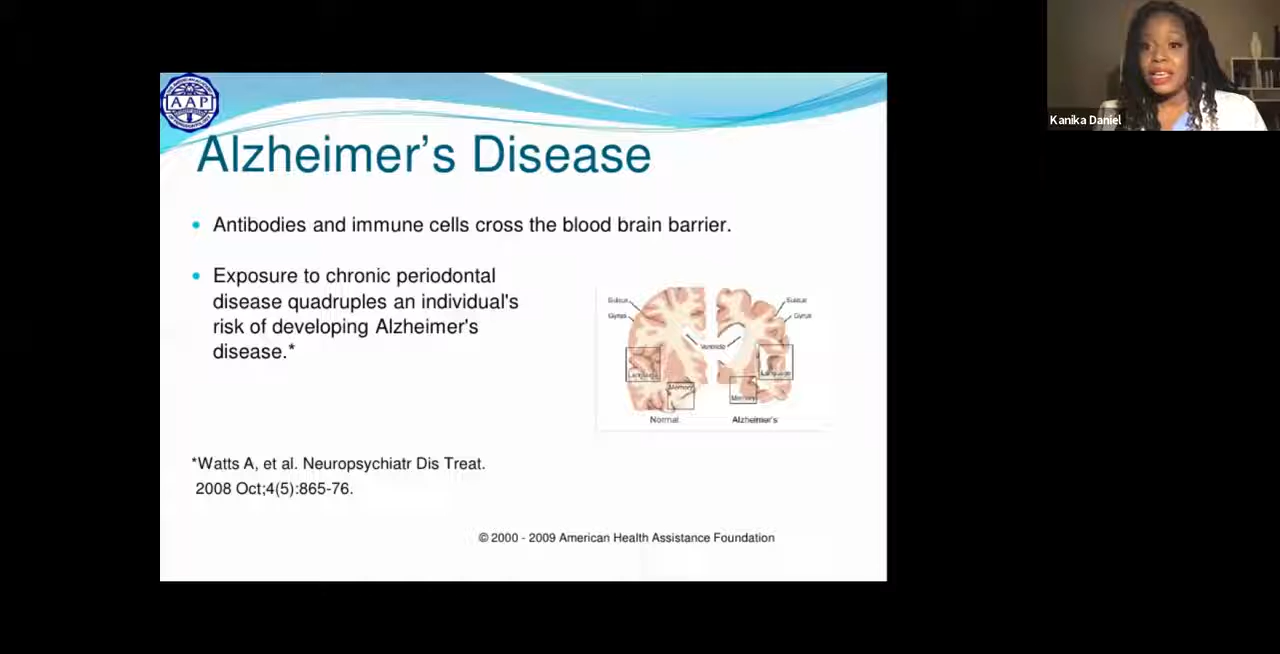 AAP
Alzheimer's Disease
Kanika Daniel
• Antibodies and immune cells cross the blood brain barrier.
• Exposure to chronic periodontal
disease quadruples an individual's
risk of developing Alzheimer's
disease.*
Sulcus
Gyrus
Sulcus
Gyrus
Ventricle
Language
Language
Memory
Memory
Normal
Alzheimer's
*Watts A, et al. Neuropsychiatr Dis Treat.
2008 Oct;4(5):865-76.
© 2000 - 2009 American Health Assistance Foundation